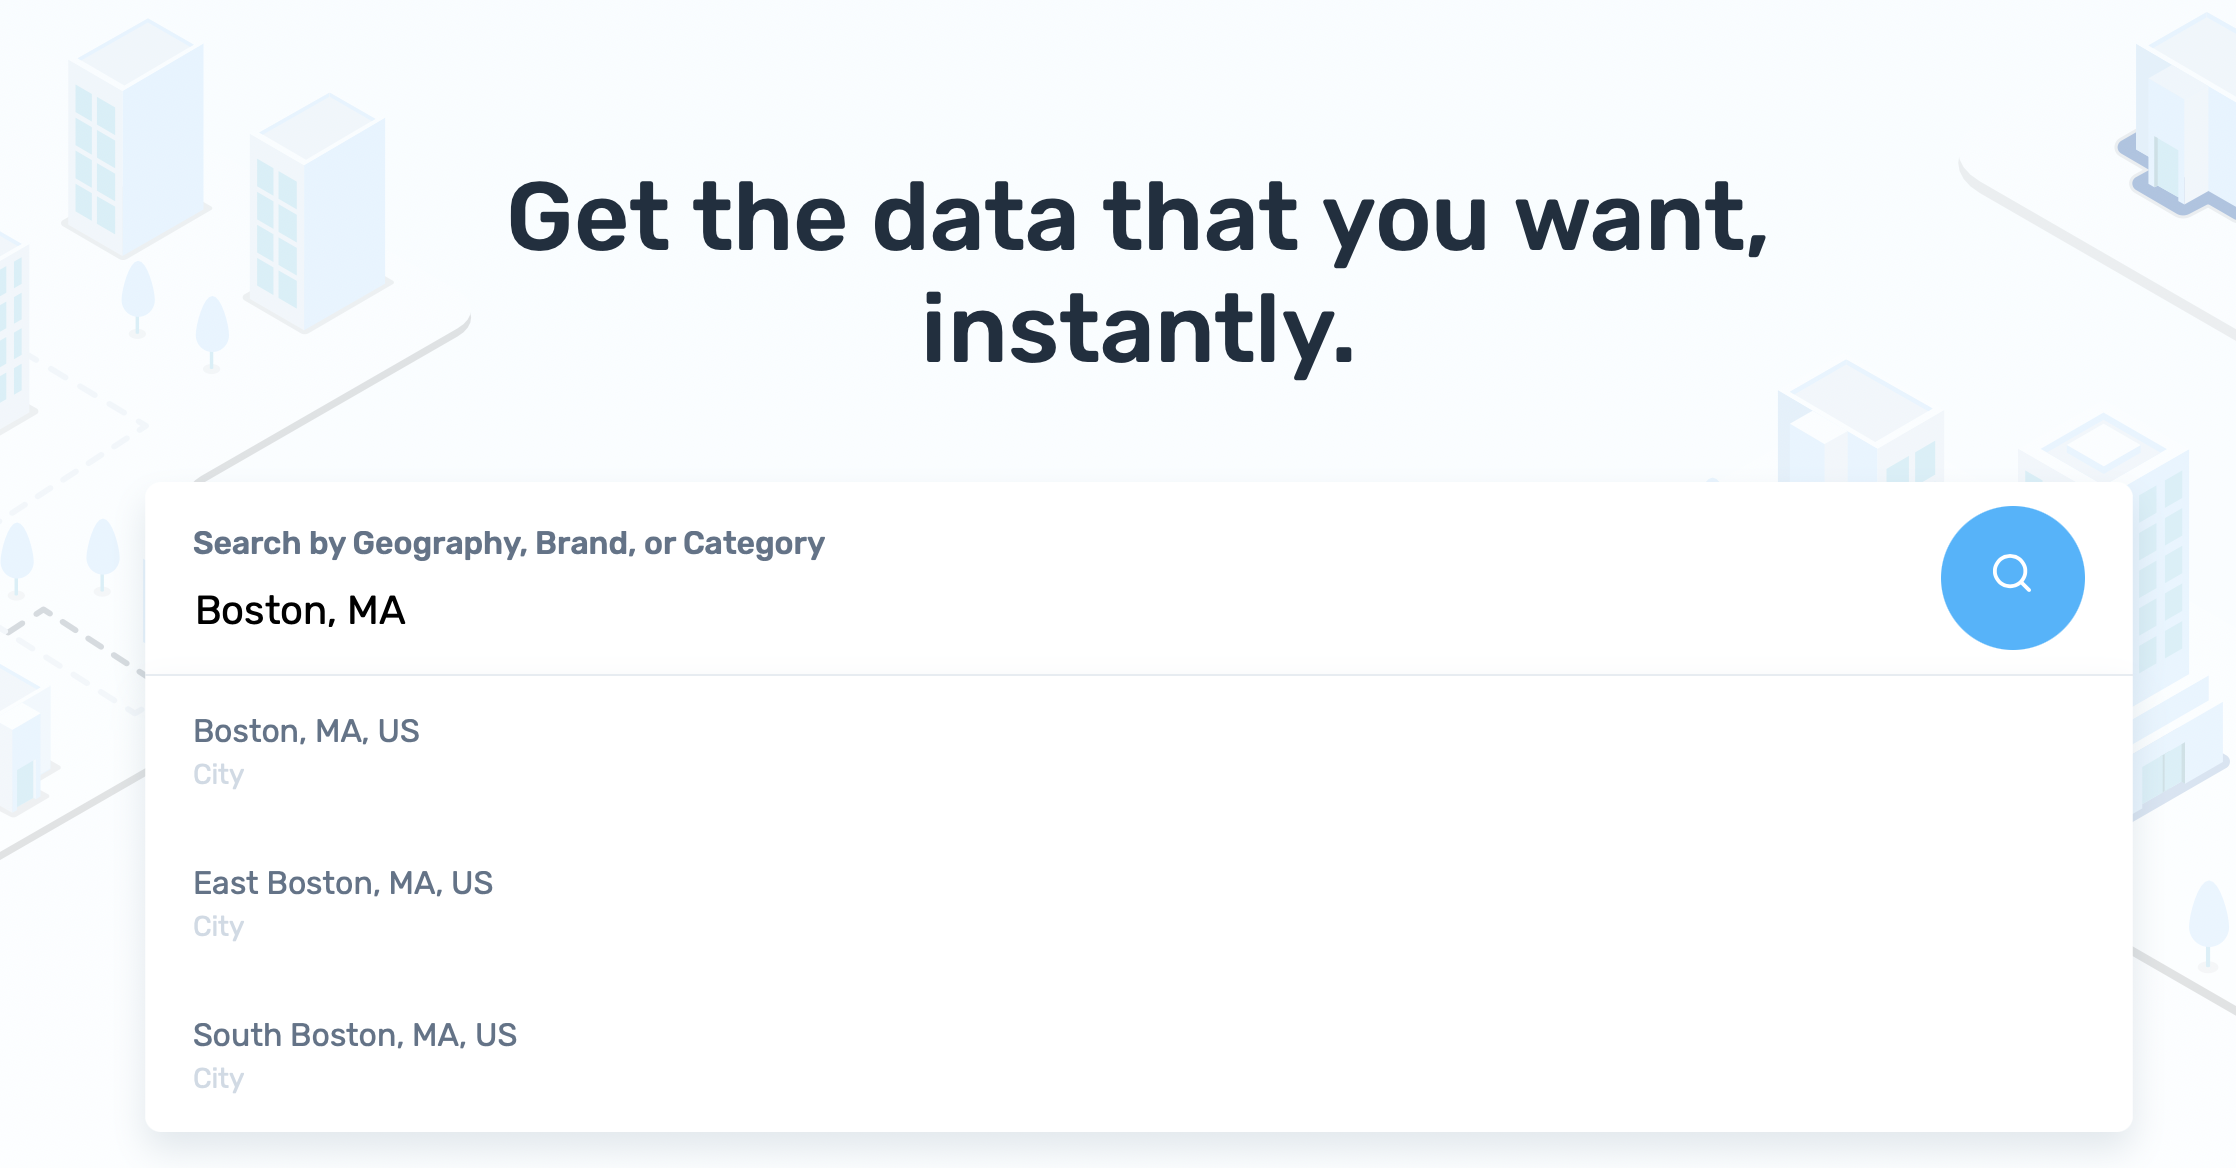 Get the data that you want,
instantly.
Search by Geography, Brand, or Category
Boston, MA
Boston, MA, US
City
East Boston, MA, US
City
South Boston, MA, US
City